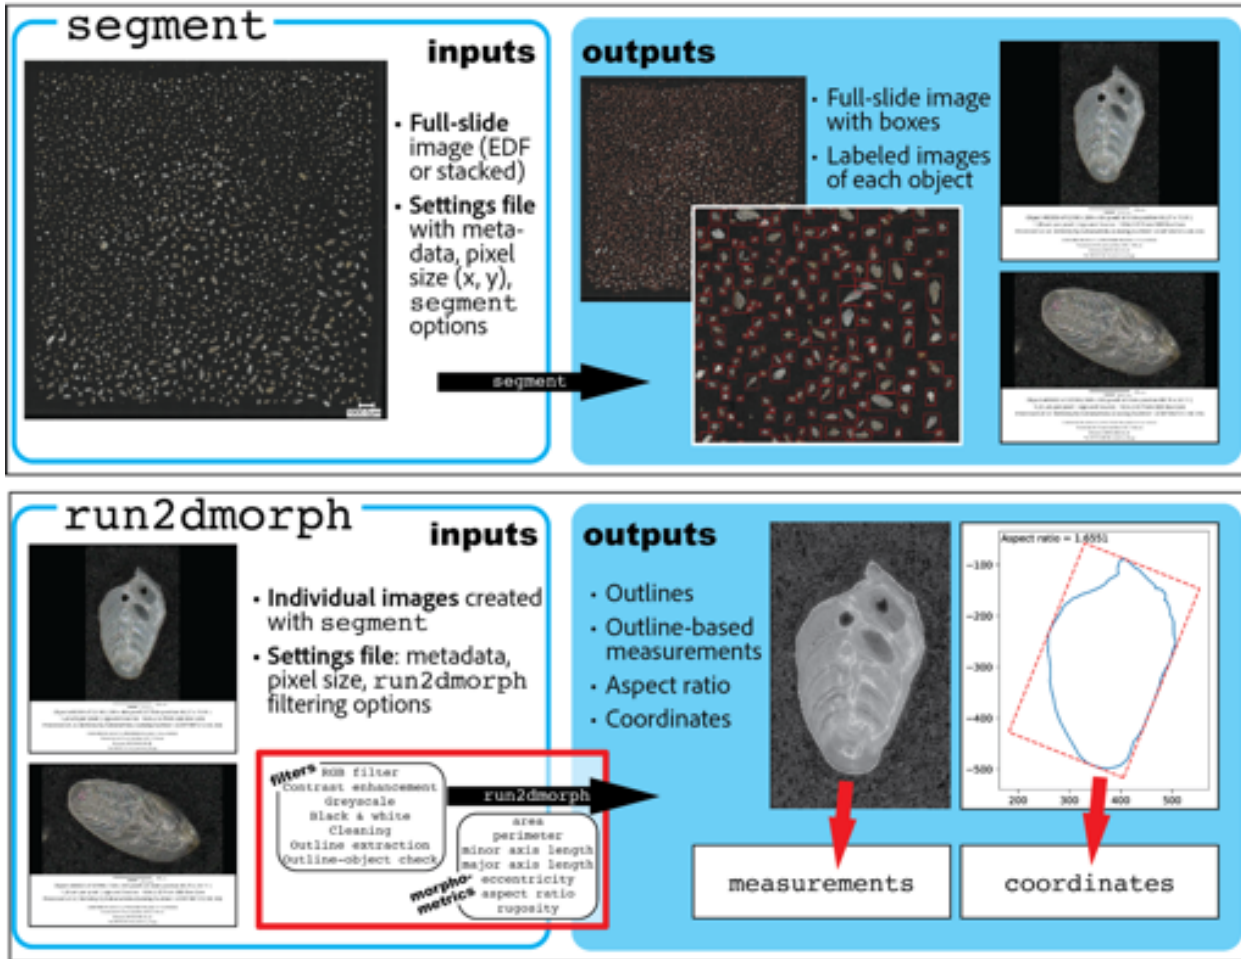 segment
inputs
• Full-slide
image (EDF
or stacked)
• Settings file
with meta-
data, pixel
size (x, y),
segment
options
segment
outputs
• Full-slide image
with boxes
• Labeled images
of each object
run2dmorph
inputs
• Individual images created
with segment
• Settings file: metadata,
pixel size, run2dmorph
filtering options
filters
RGB filter
Contrast enhancement
Greyscale
Black & white
Cleaning
Outline extraction
Outline-object check
run2dmorph
area
perimeter
minor axis length
major axis length
eccentricity
aspect ratio
rugosity
morpho-
metrics
outputs
• Outlines
• Outline-based
measurements
• Aspect ratio
• Coordinates
Aspect ratio = 1.6551
−100
−200
−300
−400
−500
200 300 400 500
measurements
coordinates